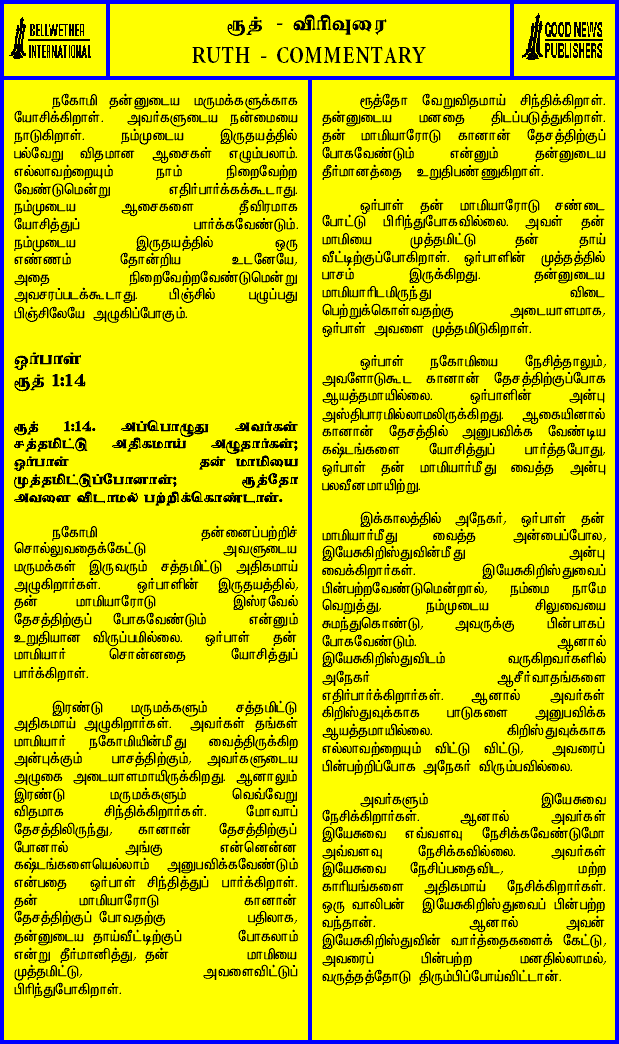 BELLWETHER
INTERNATIONAL
ரூத் - விரிவுரை
RUTH - COMMENTARY
GOOD NEWS
PUBLISHERS
நகோமி தன்னுடைய மருமக்களுக்காக
யோசிக்கிறாள். அவர்களுடைய நன்மையை
நாடுகிறாள். நம்முடைய இருதயத்தில்
பல்வேறு விதமான ஆசைகள் எழும்பலாம்.
எல்லாவற்றையும் நாம் நிறைவேற்ற
வேண்டுமென்று எதிர்பார்க்கக்கூடாது.
நம்முடைய ஆசைகளை தீவிரமாக
யோசித்துப் பார்க்கவேண்டும்.
நம்முடைய இருதயத்தில் ஒரு
எண்ணம் தோன்றிய உடனேயே,
அதை நிறைவேற்றவேண்டுமென்று
அவசரப்படக்கூடாது. பிஞ்சில் பழுப்பது
பிஞ்சிலேயே அழுகிப்போகும்.
ஒர்பாள்
ரூத் 1:14
ரூத் 1:14. அப்பொழுது அவர்கள்
சத்தமிட்டு அதிகமாய் அழுதார்கள்;
ஒர்பாள் தன் மாமியை
முத்தமிட்டுப்போனாள்; ரூத்தோ
அவளை விடாமல் பற்றிக்கொண்டாள்.
நகோமி தன்னைப்பற்றிச்
சொல்லுவதைக்கேட்டு அவளுடைய
மருமக்கள் இருவரும் சத்தமிட்டு அதிகமாய்
அழுகிறார்கள். ஒர்பாளின் இருதயத்தில்,
தன் மாமியாரோடு இஸ்ரவேல்
தேசத்திற்குப் போகவேண்டும் என்னும்
உறுதியான விருப்பமில்லை. ஒர்பாள் தன்
மாமியார் சொன்னதை யோசித்துப்
பார்க்கிறாள்.
இரண்டு மருமக்களும் சத்தமிட்டு
அதிகமாய் அழுகிறார்கள். அவர்கள் தங்கள்
மாமியார் நகோமியின்மீது வைத்திருக்கிற
அன்புக்கும் பாசத்திற்கும், அவர்களுடைய
அழுகை அடையாளமாயிருக்கிறது. ஆனாலும்
இரண்டு மருமக்களும் வெவ்வேறு
விதமாக சிந்திக்கிறார்கள். மோவாப்
தேசத்திலிருந்து, கானான் தேசத்திற்குப்
போனால் அங்கு என்னென்ன
கஷ்டங்களையெல்லாம் அனுபவிக்கவேண்டும்
என்பதை ஒர்பாள் சிந்தித்துப் பார்க்கிறாள்.
தன் மாமியாரோடு கானான்
தேசத்திற்குப் போவதற்கு பதிலாக,
தன்னுடைய தாய்வீட்டிற்குப் போகலாம்
என்று தீர்மானித்து, தன் மாமியை
முத்தமிட்டு, அவளைவிட்டுப்
பிரிந்துபோகிறாள்.
ரூத்தோ வேறுவிதமாய் சிந்திக்கிறாள்.
தன்னுடைய மனதை திடப்படுத்துகிறாள்.
தன் மாமியாரோடு கானான் தேசத்திற்குப்
போகவேண்டும் என்னும் தன்னுடைய
தீர்மானத்தை உறுதிபண்ணுகிறாள்.
ஒர்பாள் தன் மாமியாரோடு சண்டை
போட்டு பிரிந்துபோகவில்லை. அவள் தன்
மாமியை முத்தமிட்டு தன் தாய்
வீட்டிற்குப்போகிறாள். ஒர்பாளின் முத்தத்தில்
பாசம் இருக்கிறது. தன்னுடைய
மாமியாரிடமிருந்து விடை
பெற்றுக்கொள்வதற்கு அடையாளமாக,
ஒர்பாள் அவளை முத்தமிடுகிறாள்.
ஒர்பாள் நகோமியை நேசித்தாலும்,
அவளோடுகூட கானான் தேசத்திற்குப்போக
ஆயத்தமாயில்லை. ஒர்பாளின் அன்பு
அஸ்திபாரமில்லாமலிருக்கிறது. ஆகையினால்
கானான் தேசத்தில் அனுபவிக்க வேண்டிய
கஷ்டங்களை யோசித்துப் பார்த்தபோது,
ஒர்பாள் தன் மாமியார்மீது வைத்த அன்பு
பலவீனமாயிற்று.
இக்காலத்தில் அநேகர், ஒர்பாள் தன்
மாமியார்மீது வைத்த அன்பைப்போல,
இயேசுகிறிஸ்துவின்மீது அன்பு
வைக்கிறார்கள். இயேசுகிறிஸ்துவைப்
பின்பற்றவேண்டுமென்றால், நம்மை நாமே
வெறுத்து, நம்முடைய சிலுவையை
சுமந்துகொண்டு, அவருக்கு பின்பாகப்
போகவேண்டும். ஆனால்
இயேசுகிறிஸ்துவிடம் வருகிறவர்களில்
அநேகர் ஆசீர்வாதங்களை
எதிர்பார்க்கிறார்கள். ஆனால் அவர்கள்
கிறிஸ்துவுக்காக பாடுகளை அனுபவிக்க
ஆயத்தமாயில்லை. கிறிஸ்துவுக்காக
எல்லாவற்றையும் விட்டு விட்டு, அவரைப்
பின்பற்றிப்போக அநேகர் விரும்பவில்லை.
அவர்களும் இயேசுவை
நேசிக்கிறார்கள். ஆனால் அவர்கள்
இயேசுவை எவ்வளவு நேசிக்கவேண்டுமோ
அவ்வளவு நேசிக்கவில்லை. அவர்கள்
இயேசுவை நேசிப்பதைவிட, மற்ற
காரியங்களை அதிகமாய் நேசிக்கிறார்கள்.
ஒரு வாலிபன் இயேசுகிறிஸ்துவைப் பின்பற்ற
வந்தான். ஆனால் அவன்
இயேசுகிறிஸ்துவின் வார்த்தைகளைக் கேட்டு,
அவரைப் பின்பற்ற மனதில்லாமல்,
வருத்தத்தோடு திரும்பிப்போய்விட்டான்.